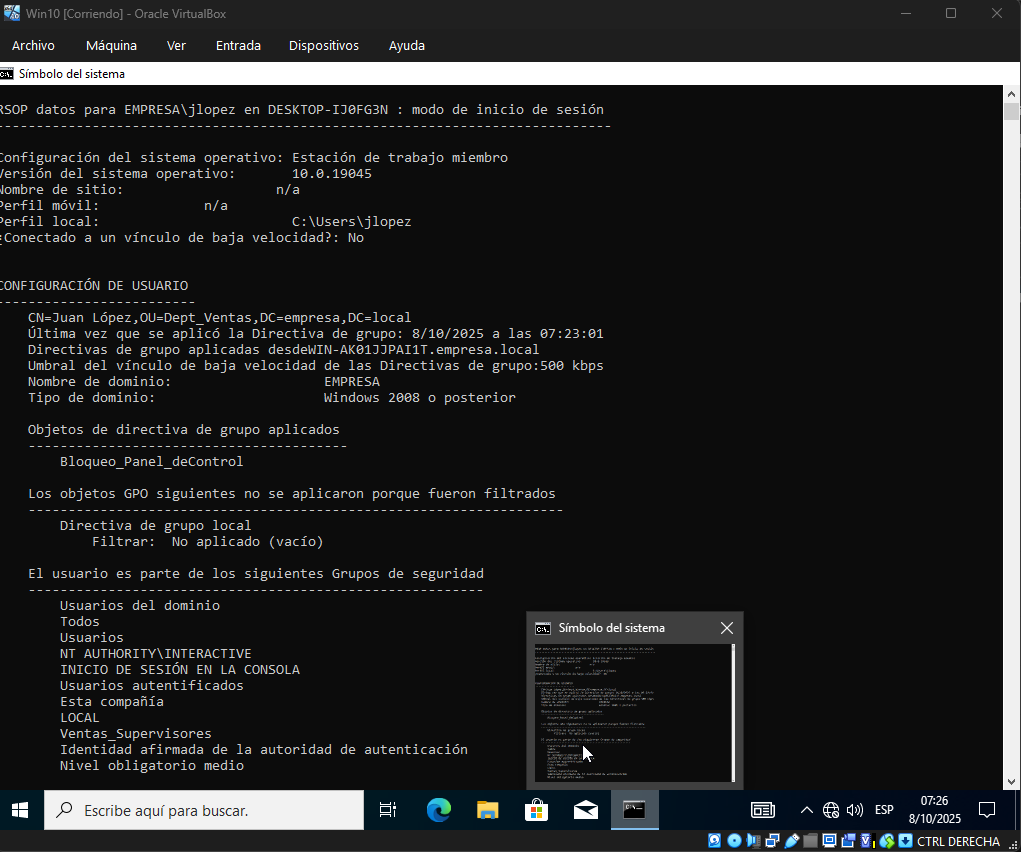 Win10 [Corriendo] - Oracle VirtualBox
Archivo Máquina Ver Entrada Dispositivos Ayuda
Símbolo del sistema
RSOP datos para EMPRESA\jlopez en DESKTOP-IJ0FG3N : modo de inicio de sesión
-----------------------------------------------------------------------------
Configuración del sistema operativo: Estación de trabajo miembro
Versión del sistema operativo: 10.0.19045
Nombre de sitio: n/a
Perfil móvil: n/a
Perfil local: C:\Users\jlopez
¿Conectado a un vínculo de baja velocidad?: No
CONFIGURACIÓN DE USUARIO
-------------------------
CN=Juan López,OU=Dept_Ventas,DC=empresa,DC=local
Última vez que se aplicó la Directiva de grupo: 8/10/2025 a las 07:23:01
Directivas de grupo aplicadas desdeWIN-AK01JJPAI1T.empresa.local
Umbral del vínculo de baja velocidad de las Directivas de grupo:500 kbps
Nombre de dominio: EMPRESA
Tipo de dominio: Windows 2008 o posterior
Objetos de directiva de grupo aplicados
----------------------------------------
Bloqueo_Panel_deControl
Los objetos GPO siguientes no se aplicaron porque fueron filtrados
-------------------------------------------------------------------
Directiva de grupo local
Filtrar: No aplicado (vacío)
El usuario es parte de los siguientes Grupos de seguridad
---------------------------------------------------------
Usuarios del dominio
Todos
Usuarios
NT AUTHORITY\INTERACTIVE
INICIO DE SESIÓN EN LA CONSOLA
Usuarios autentificados
Esta compañía
LOCAL
Ventas_Supervisores
Identidad afirmada de la autoridad de autenticación
Nivel obligatorio medio
Símbolo del sistema
Escribe aquí para buscar.
ESP
07:26
8/10/2025
CTRL DERECHA